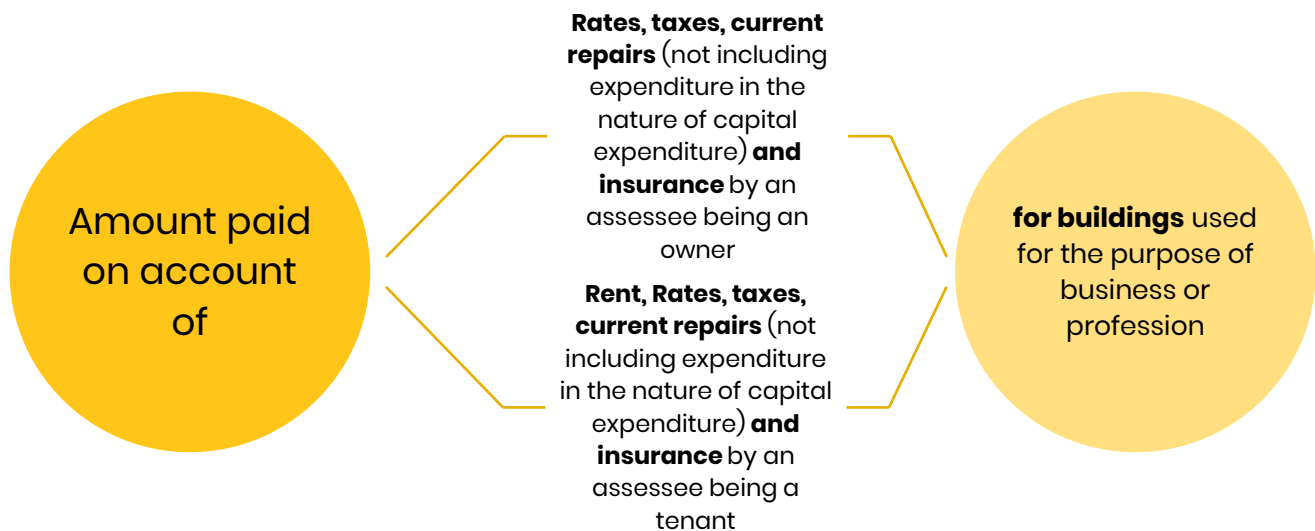 Amount paid
on account
of
Rates, taxes, current
repairs (not including
expenditure in the
nature of capital
expenditure) and
insurance by an
assessee being an
owner
Rent, Rates, taxes,
current repairs (not
including expenditure
in the nature of capital
expenditure) and
insurance by an
assessee being a
tenant
for buildings used
for the purpose of
business or
profession